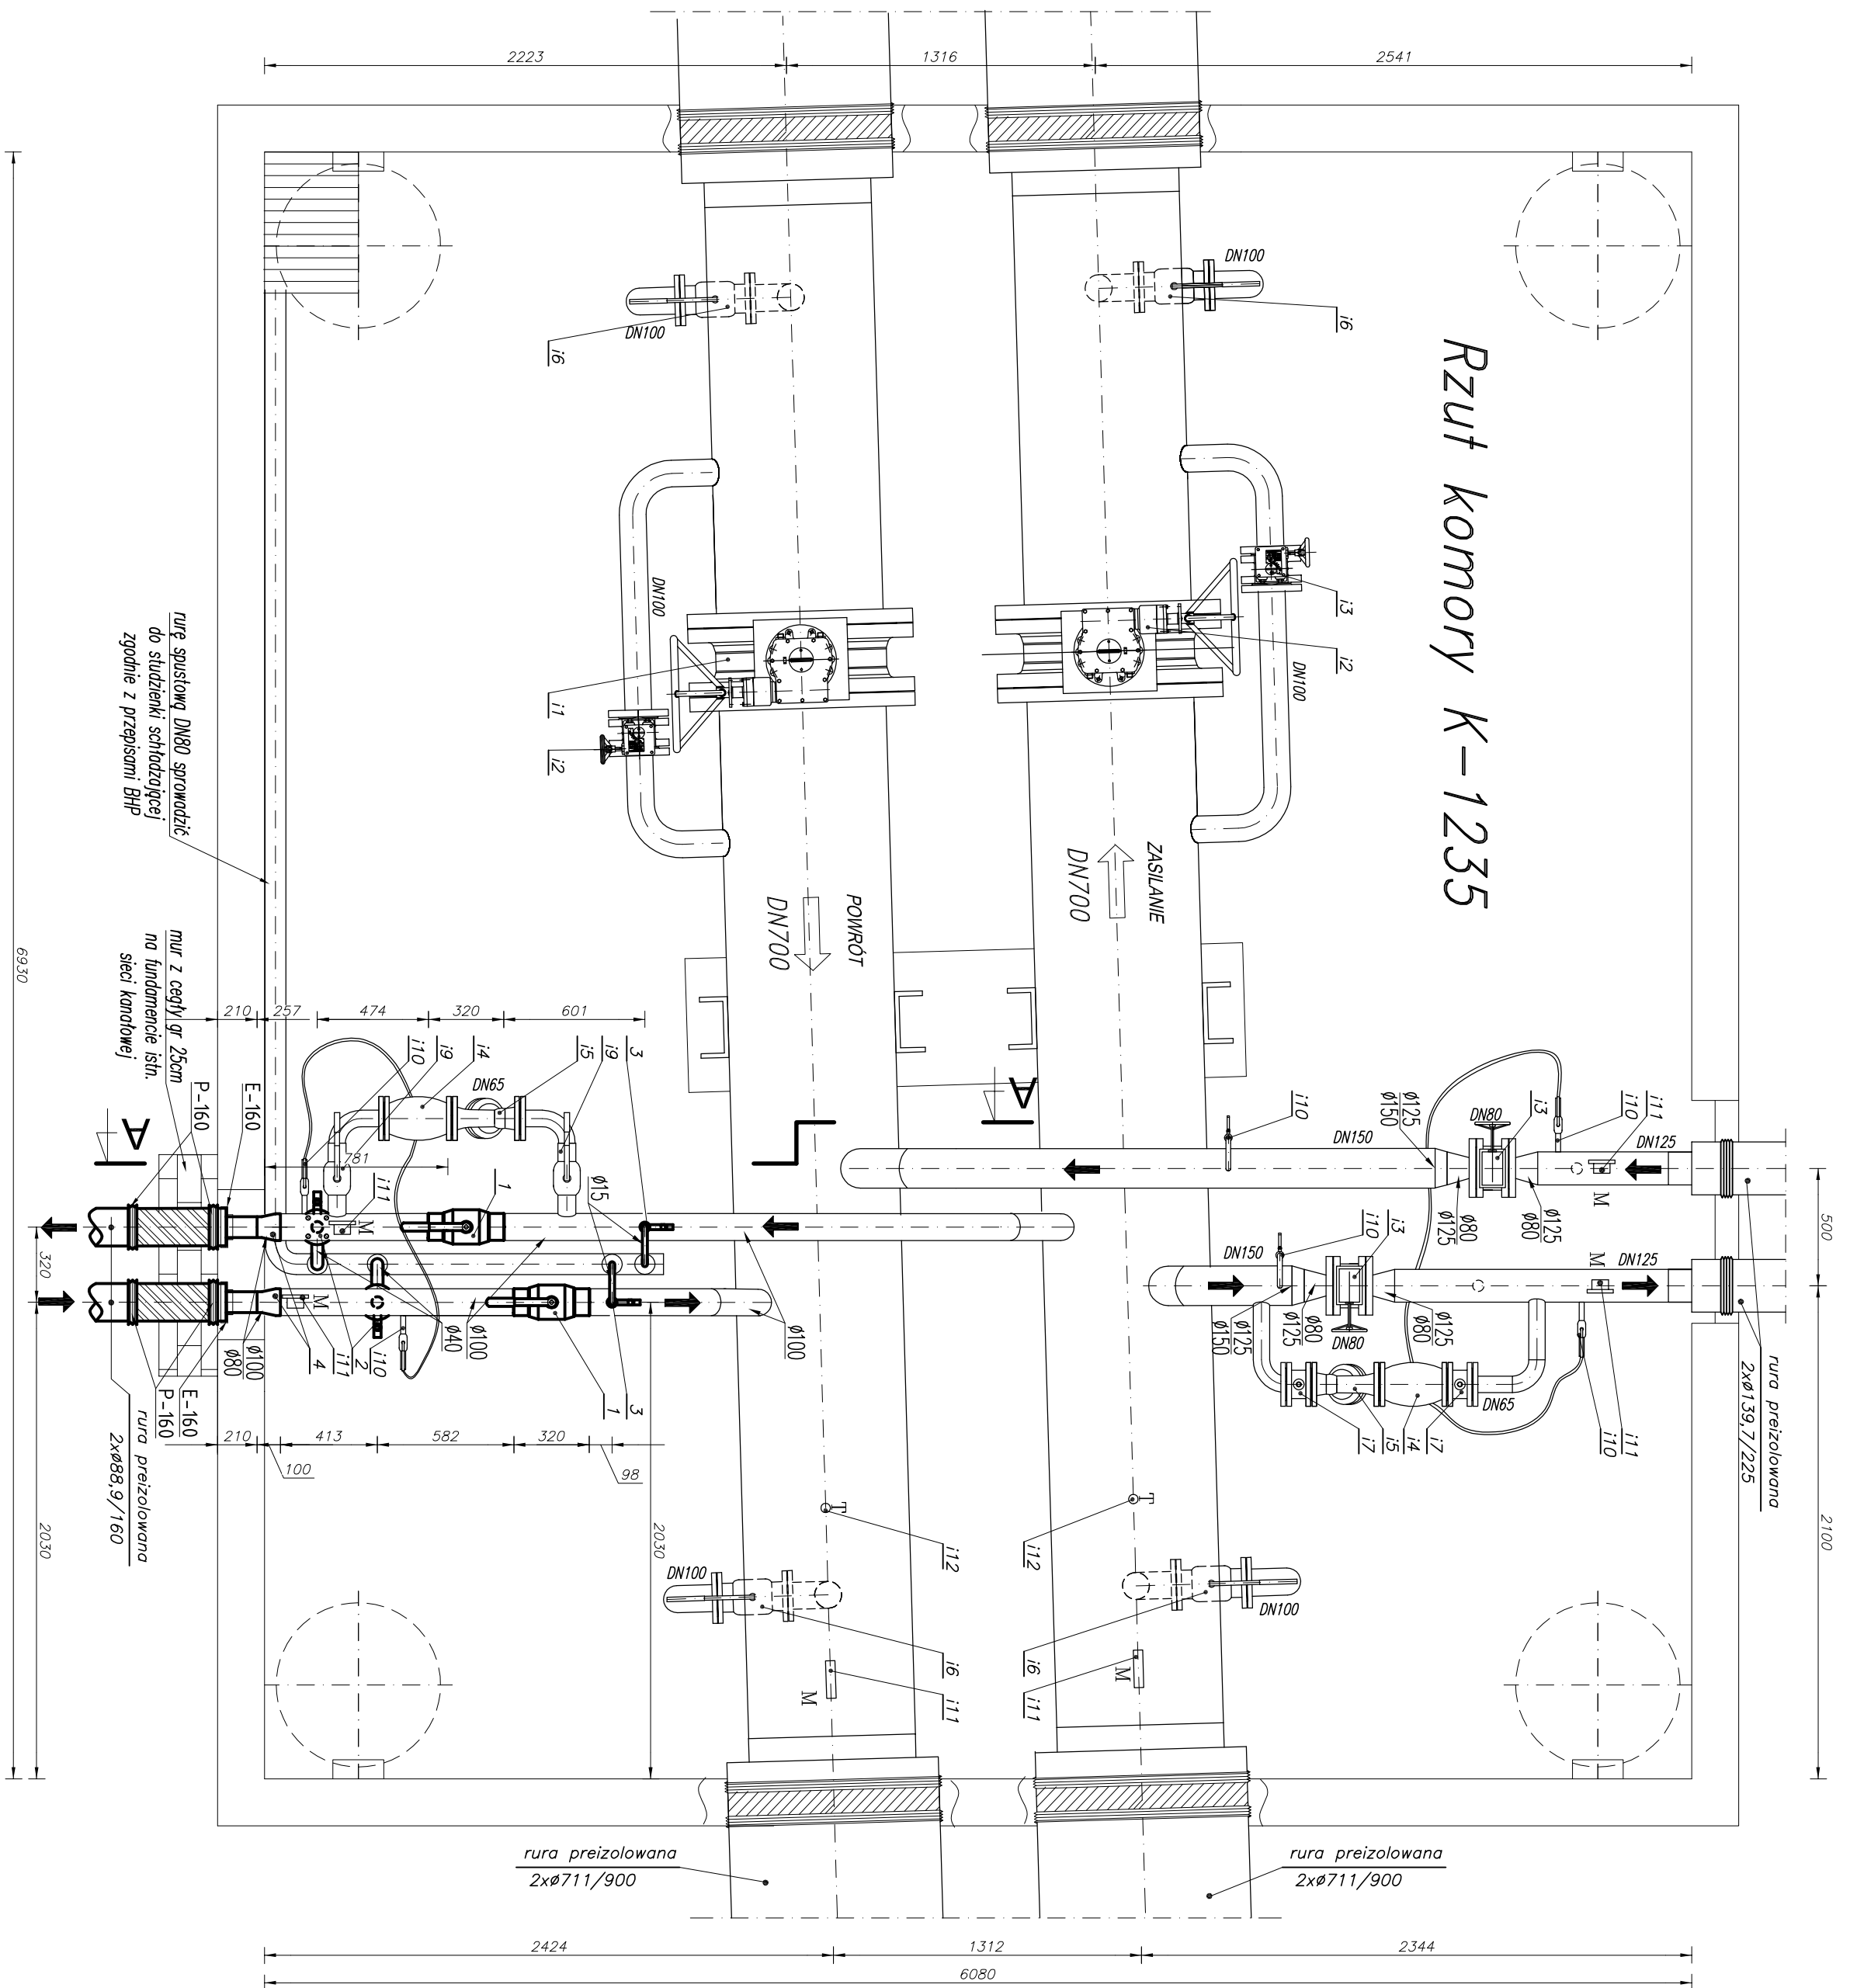 2223
1316
2541
DN100
i6
DN100
i6
Rzut komory K-1235
DN100
i1
i2
i3
i2
DN100
rurę spustową DN80 sprowadzić
do studzienki schładzającej
zgodnie z przepisami BHP
POWRÓT
DN700
ZASILANIE
DN700
6930
mur z cegły gr 25cm
na fundamencie istn.
sieci kanałowej
210
257
474
320
601
i10
i9
i4
i5
i9
3
DN65
P-160
E-160
A
A
781
i11
M
1
Ø15
i10
DN150
Ø125
Ø150
DN80
i3
i10
i11
DN125
M
Ø80
Ø125
Ø125
Ø80
500
rura preizolowana
2xØ139,7/225
320
2030
M
Ø100
Ø80
4
i11
2
i10
Ø40
Ø100
1
3
Ø100
DN150
i10
i3
M
DN125
Ø125
Ø150
Ø80
Ø125
DN80
Ø125
Ø80
DN65
i7
i5
i4
i7
i10
i11
E-160
P-160
rura preizolowana
2xØ88,9/160
210
413
582
320
100
98
2030
2100
i12
i12
DN100
i6
i6
DN100
M
i11
M
i11
rura preizolowana
2xØ711/900
rura preizolowana
2xØ711/900
2424
1312
2344
6080